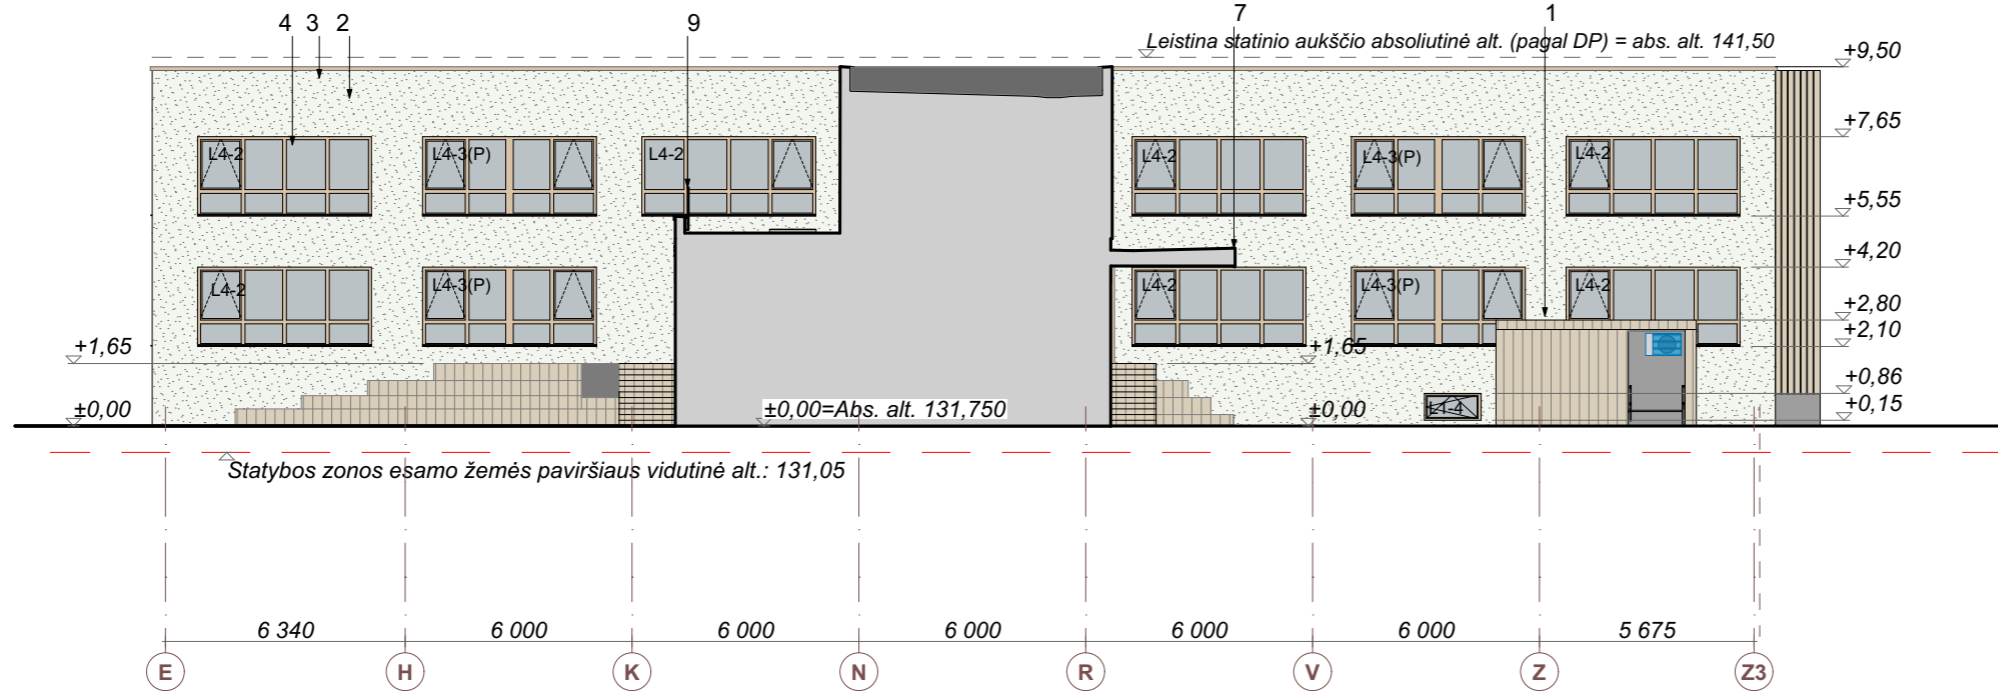 4 3 2 9 7 1
Leistina statinio aukščio absoliutinė alt. (pagal DP) = abs. alt. 141,50
+9,50
+7,65
L4-2 L4-3(P) L4-2 L4-2 L4-3(P) L4-2
+5,55
+4,20
L4-2 L4-3(P) L4-2 L4-3(P) L4-2
+2,80
+2,10
+1,65 +1,65
+0,86
+0,15
±0,00 ±0,00=Abs. alt. 131,750 ±0,00 L1-4
Statybos zonos esamo žemės paviršiaus vidutinė alt.: 131,05
6 340 6 000 6 000 6 000 6 000 6 000 5 675
E H K N R V Z Z3